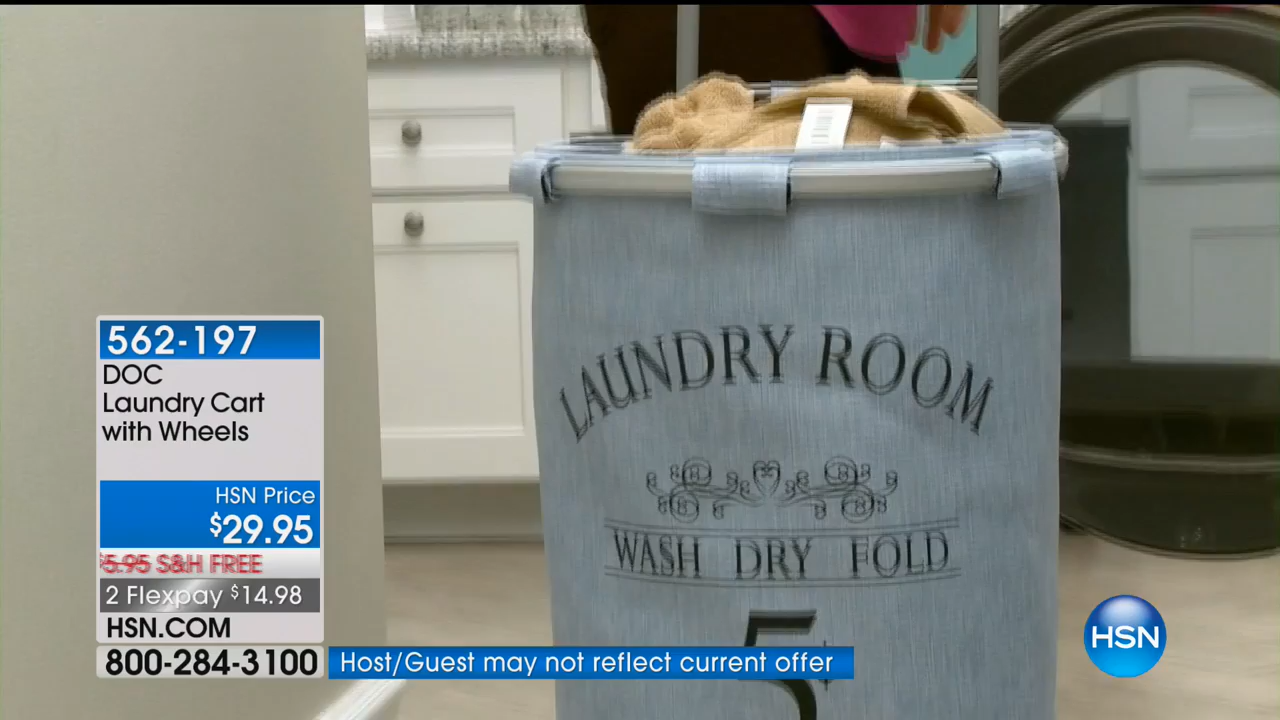 562-197
DOC
Laundry Cart
with Wheels
HSN Price
$29.95
$5.95 S&H FREE
2 Flexpay $14.98
HSN.COM
800-284-3100
Host/Guest may not reflect current offer
LAUNDRY ROOM
WASH DRY FOLD
5¢
HSN